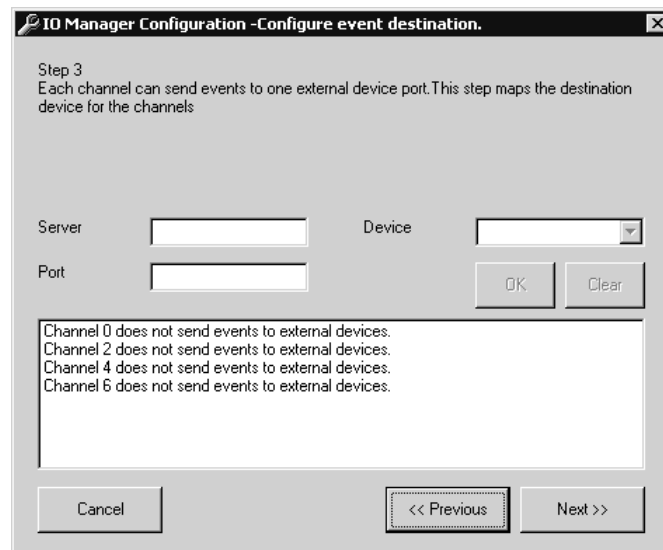 IO Manager Configuration -Configure event destination.
Step 3
Each channel can send events to one external device port.This step maps the destination
device for the channels
Server
Device
Port
OK
Clear
Channel 0 does not send events to external devices.
Channel 2 does not send events to external devices.
Channel 4 does not send events to external devices.
Channel 6 does not send events to external devices.
Cancel
<< Previous
Next >>